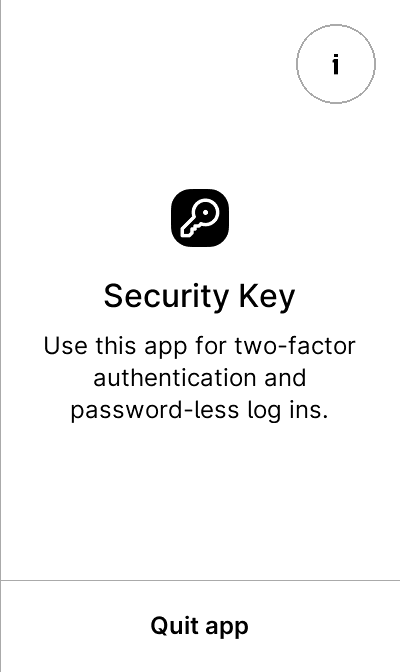 i
Security Key
Use this app for two-factor
authentication and
password-less log ins.
Quit app